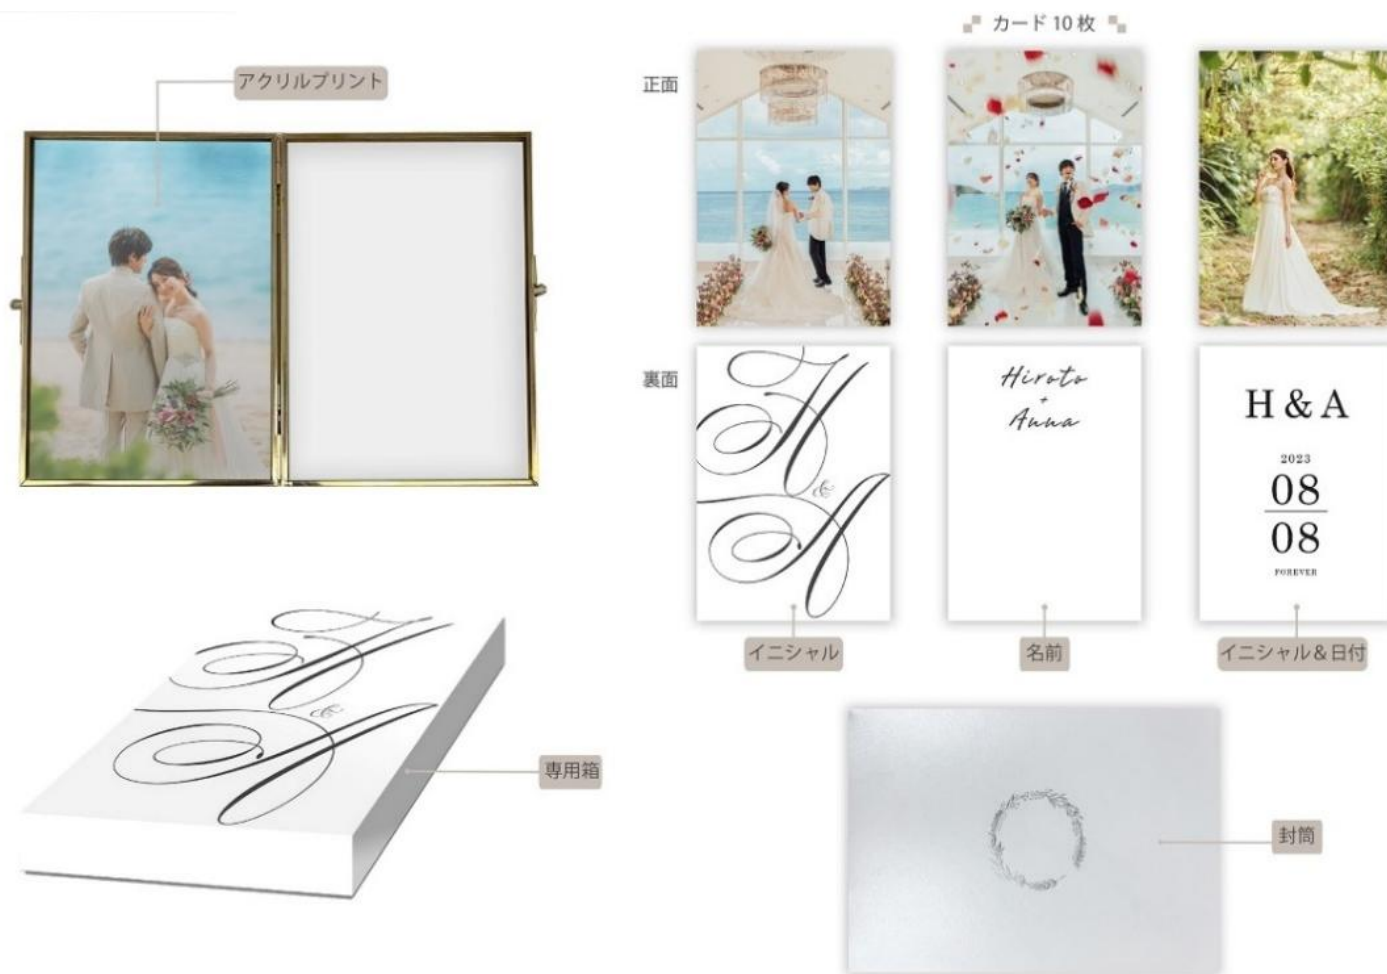 アクリルプリント
カード 10 枚
正面
裏面
H
&
A
Hiroto
+
Anna
H & A
2023
08
08
FOREVER
イニシャル
名前
イニシャル & 日付
H
&
A
専用箱
封筒